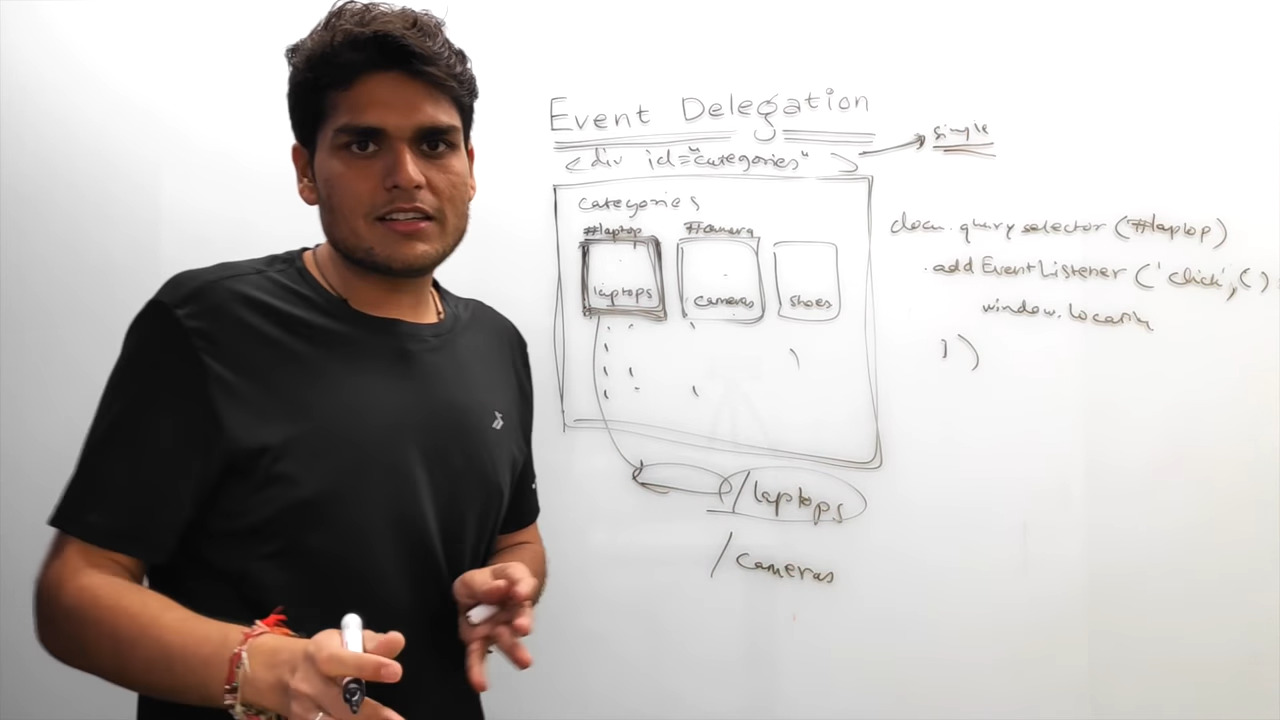 Event Delegation
<div id="categories" >
single
categories
#laptop #camera
laptops cameras shoes
docu.queryselector (#laptop)
.addEventListener ('click', ()
window.locatn
})
/laptops
/cameras